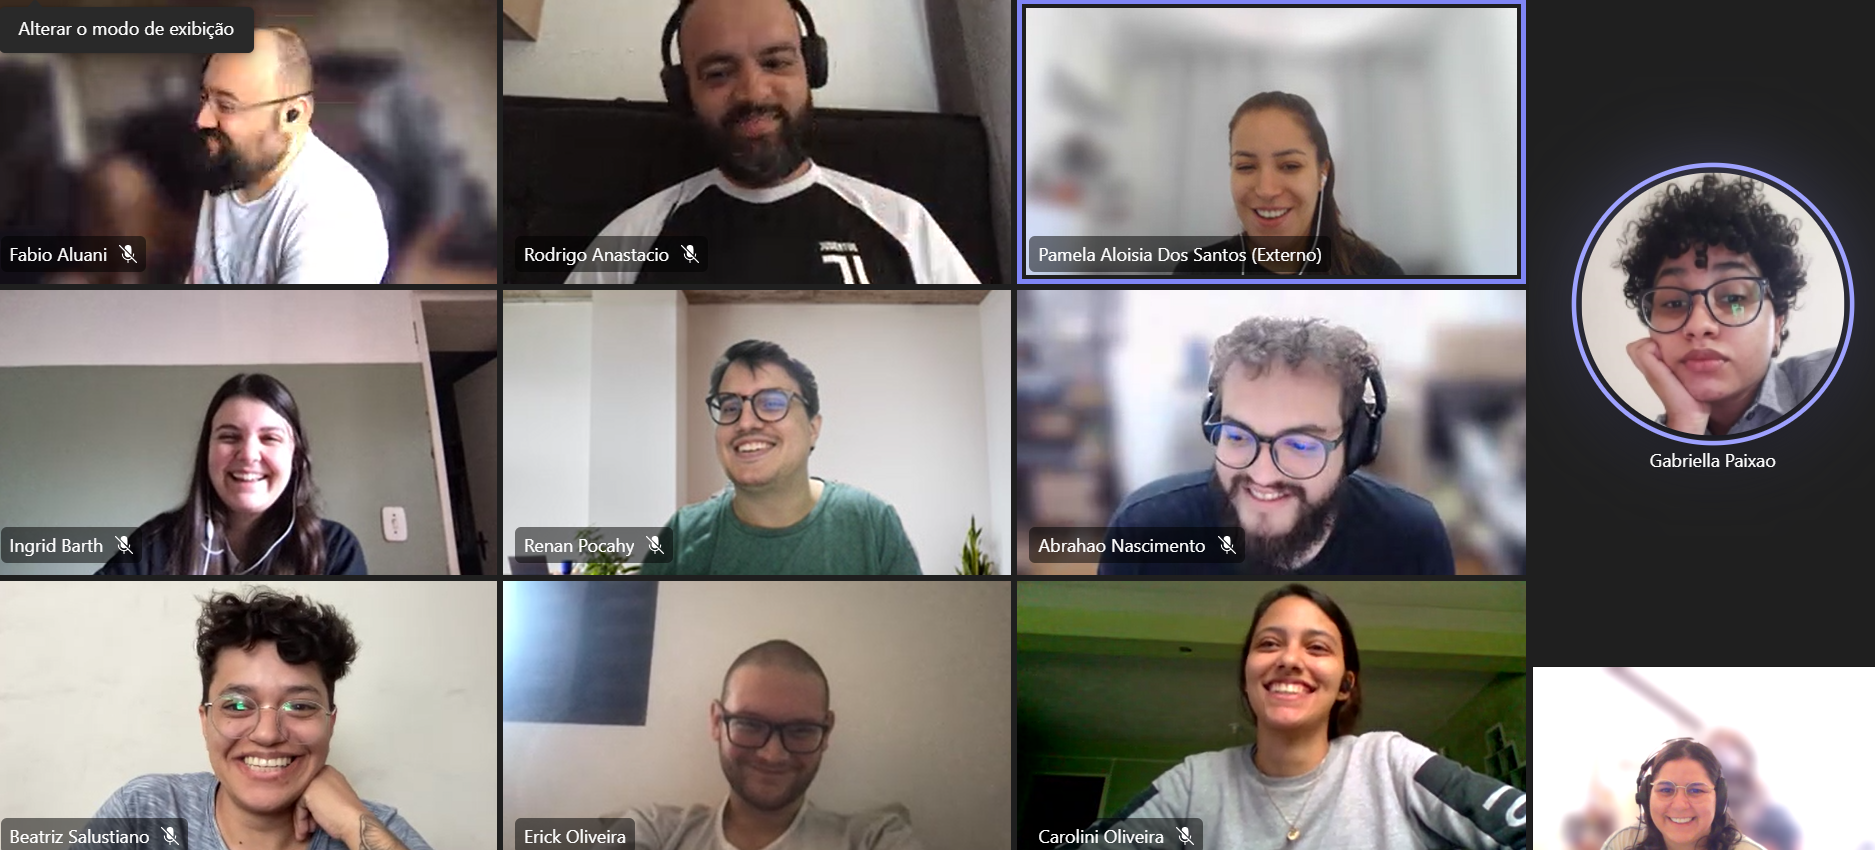 Alterar o modo de exibição
Fabio Aluani
Rodrigo Anastacio
JUVENTUS
Pamela Aloisia Dos Santos (Externo)
Gabriella Paixao
Ingrid Barth
Renan Pocahy
Abrahao Nascimento
Beatriz Salustiano
Erick Oliveira
Carolini Oliveira